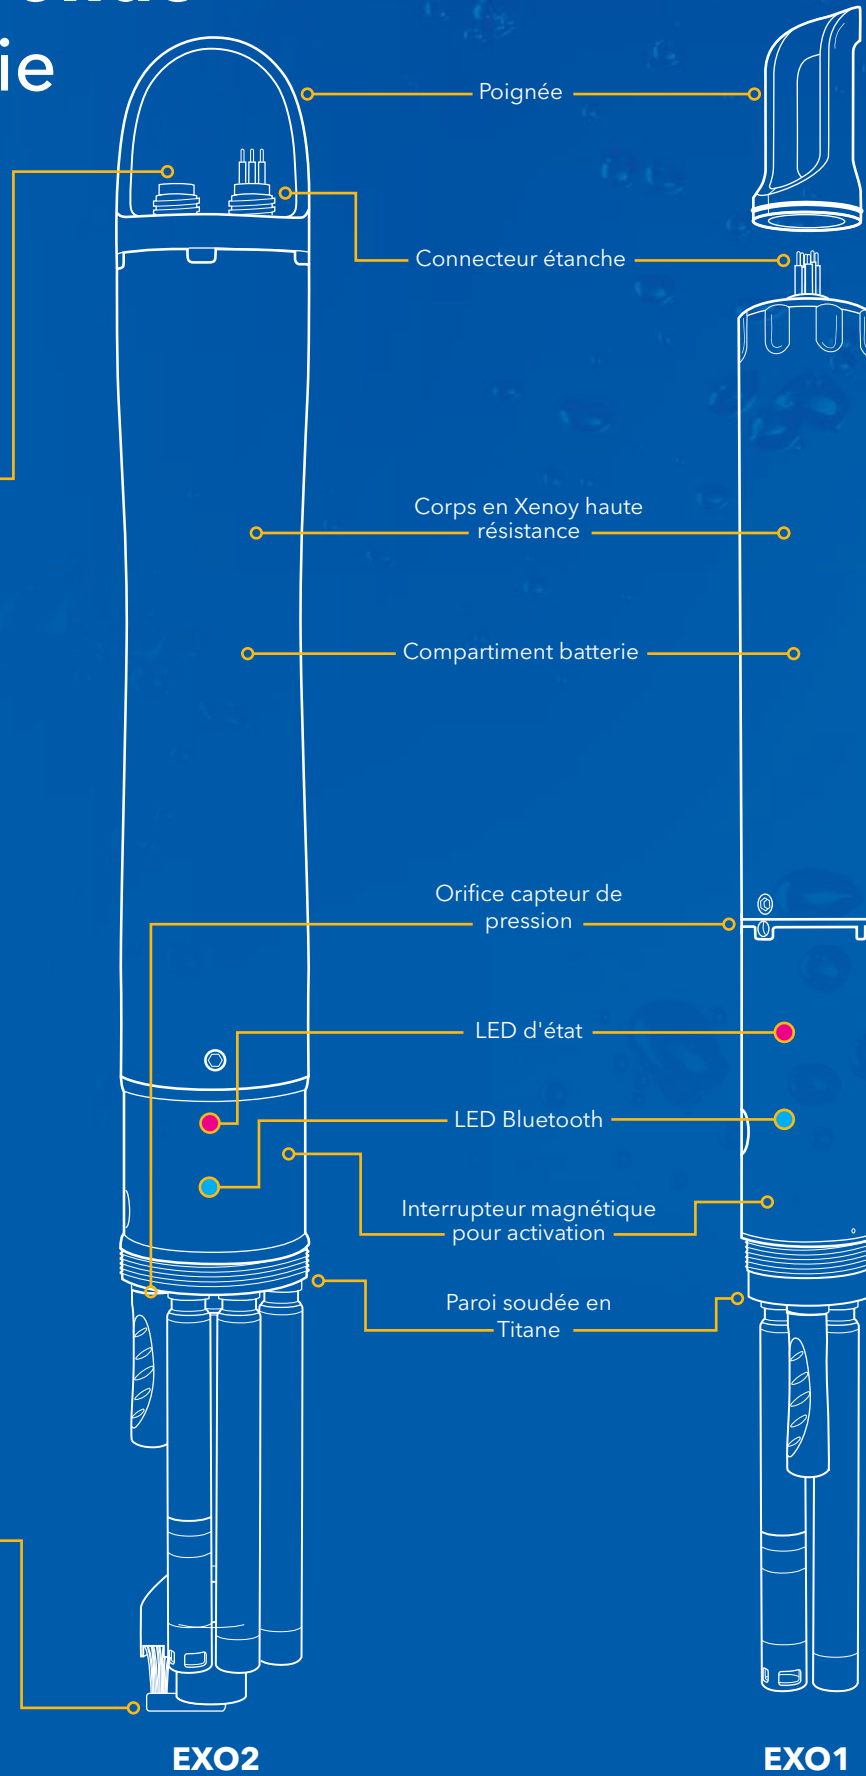 ie
Poignée
Connecteur étanche
Corps en Xenoy haute
résistance
Compartiment batterie
Orifice capteur de
pression
LED d'état
LED Bluetooth
Interrupteur magnétique
pour activation
Paroi soudée en
Titane
EXO2
EXO1